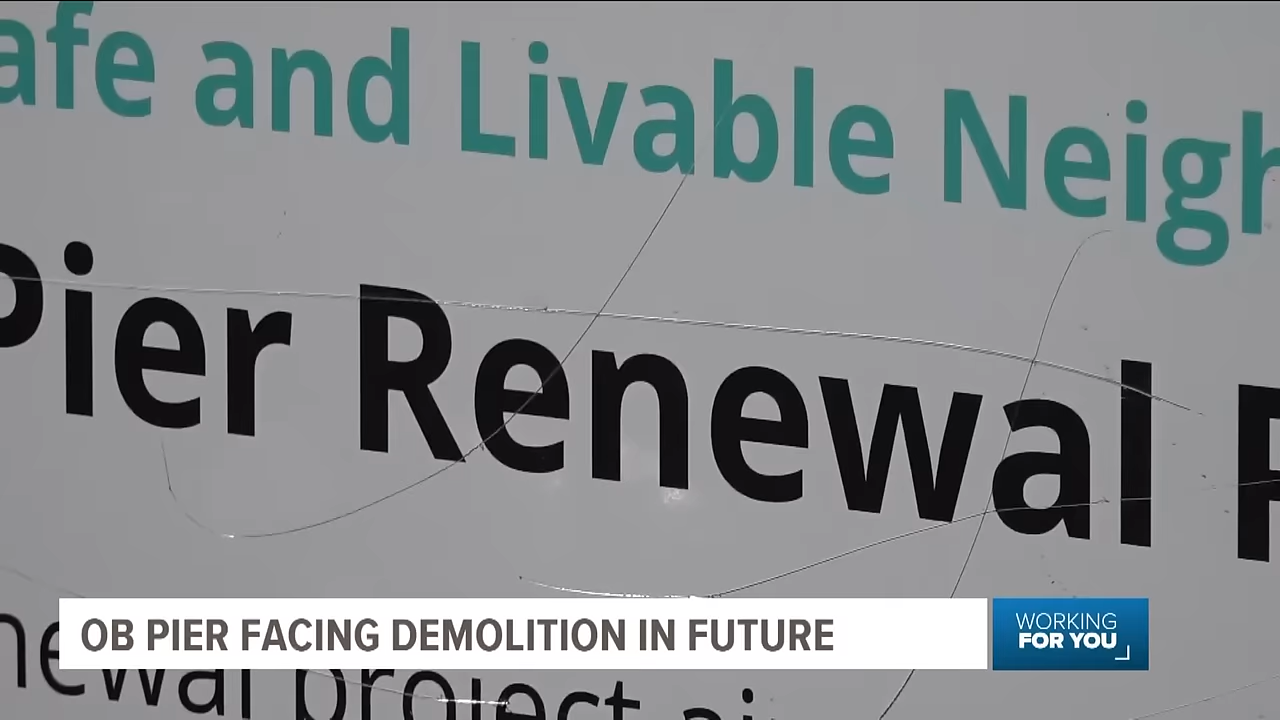 afe and Livable Neigh
Pier Renewal P
newal project ai
OB PIER FACING DEMOLITION IN FUTURE
WORKING
FOR YOU